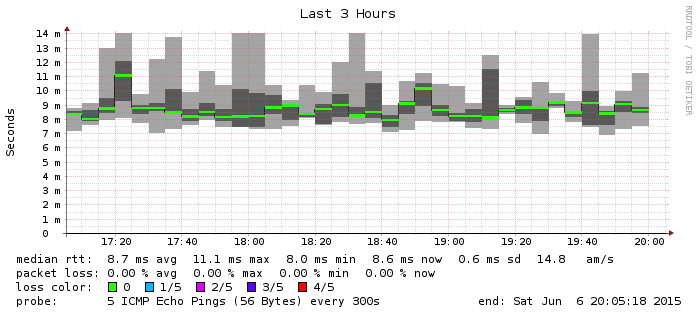 Last 3 Hours
RRDTOOL / TOBI OETIKER
Seconds
14 m
13 m
12 m
11 m
10 m
9 m
8 m
7 m
6 m
5 m
4 m
3 m
2 m
1 m
0
17:20 17:40 18:00 18:20 18:40 19:00 19:20 19:40 20:00
median rtt: 8.7 ms avg 11.1 ms max 8.0 ms min 8.6 ms now 0.6 ms sd 14.8 am/s
packet loss: 0.00 % avg 0.00 % max 0.00 % min 0.00 % now
loss color: 0 1/5 2/5 3/5 4/5
probe: 5 ICMP Echo Pings (56 Bytes) every 300s end: Sat Jun 6 20:05:18 2015